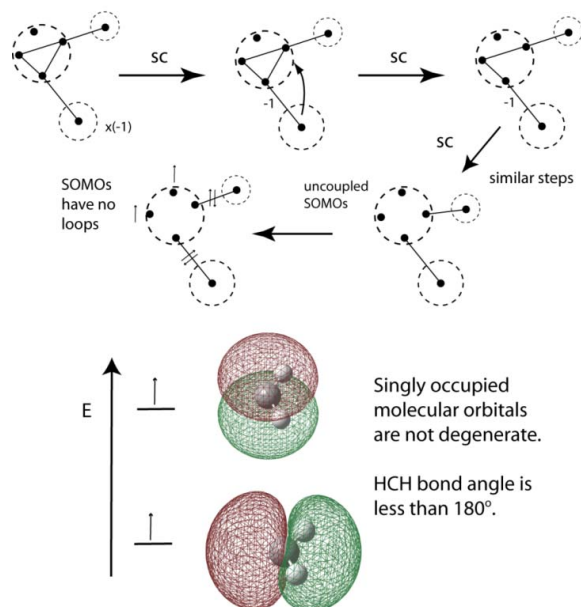 SC
SC
x(-1)
-1
-1
SC
similar steps
SOMOs
have no
loops
uncoupled
SOMOs
E
Singly occupied
molecular orbitals
are not degenerate.
HCH bond angle is
less than 180°.